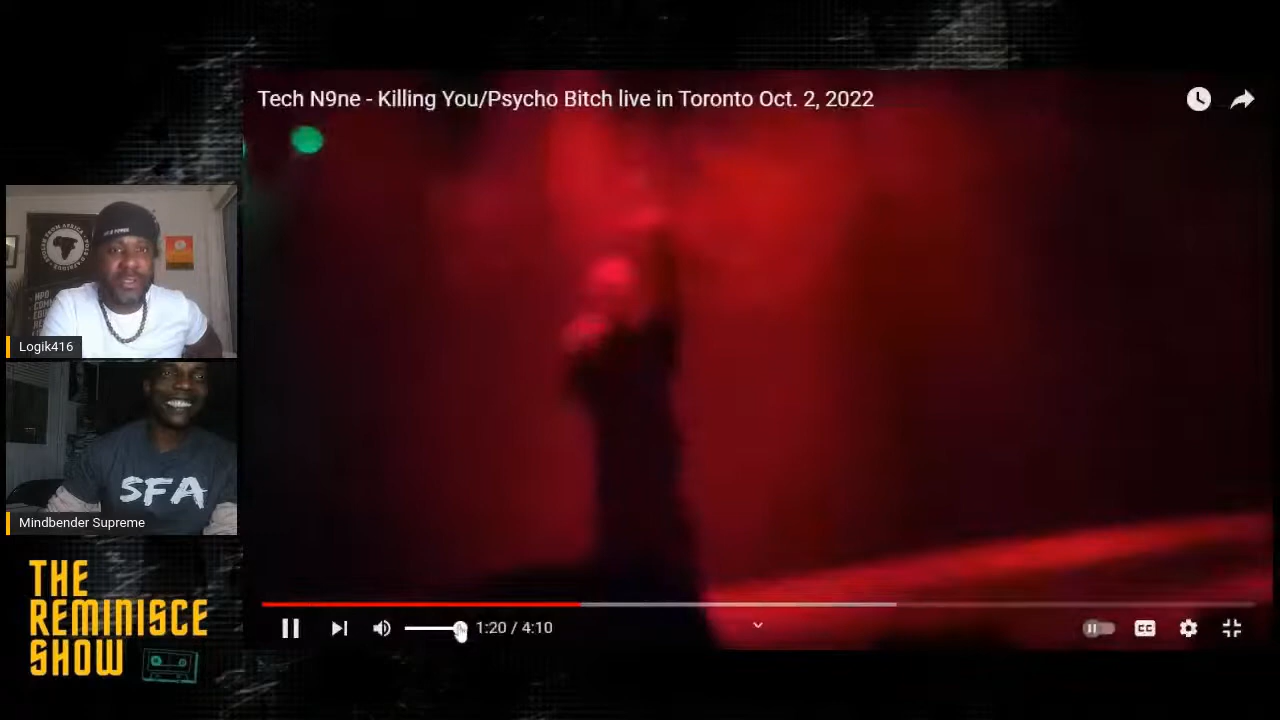 Tech N9ne - Killing You/Psycho Bitch live in Toronto Oct. 2, 2022
Logik416
SFA
Mindbender Supreme
THE
REMINISCE
SHOW
1:20 / 4:10
CC